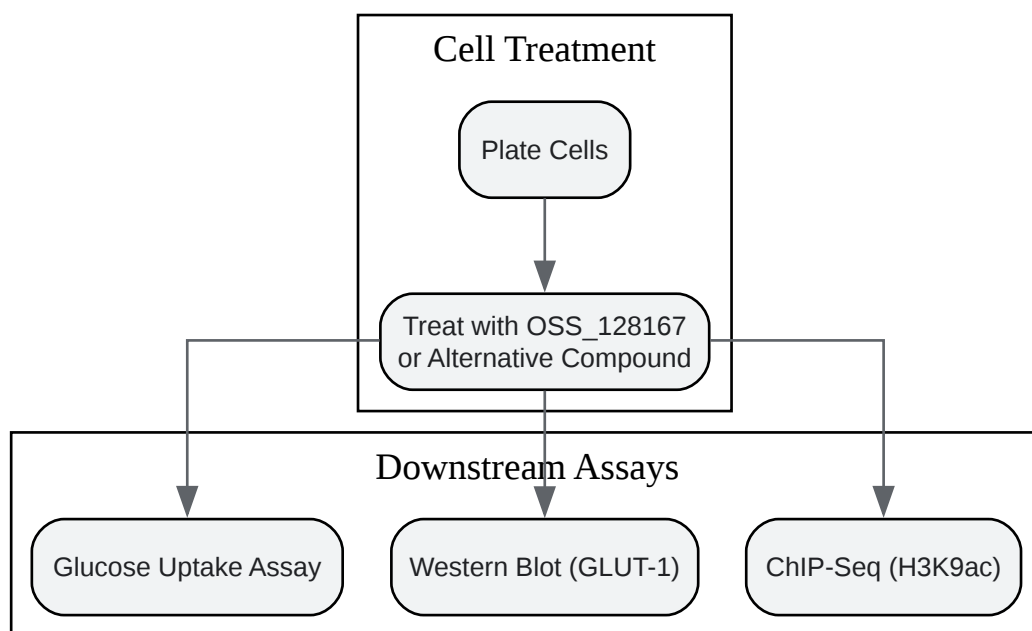 Cell Treatment
Plate Cells
Treat with OSS_128167
or Alternative Compound
Downstream Assays
Glucose Uptake Assay
Western Blot (GLUT-1)
ChIP-Seq (H3K9ac)